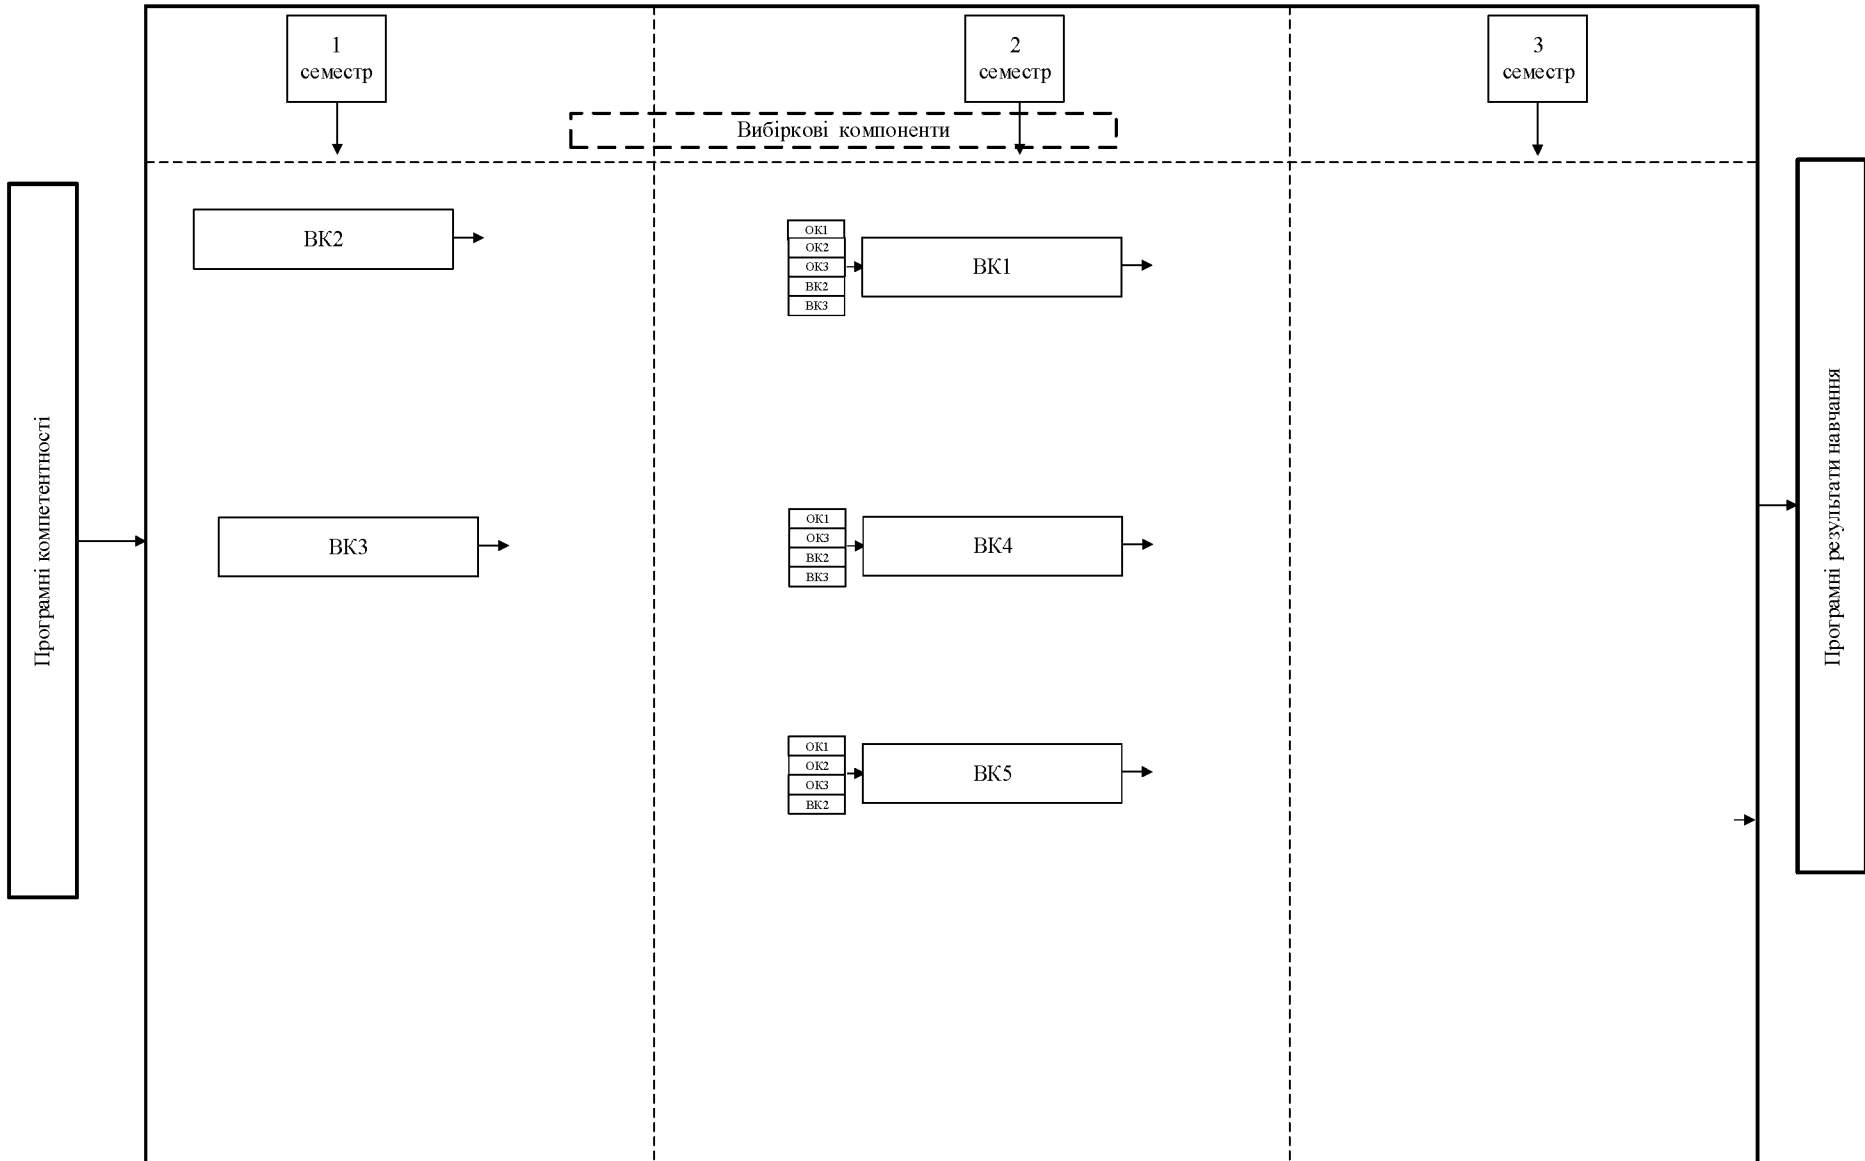 1
семестр
2
семестр
3
семестр
Вибіркові компоненти
Програмні компетентності
ВК2
ВК3
ОК1
ОК2
ОК3
ВК2
ВК3
ВК1
ОК1
ОК3
ВК2
ВК3
ВК4
ОК1
ОК2
ОК3
ВК2
ВК5
Програмні результати навчання